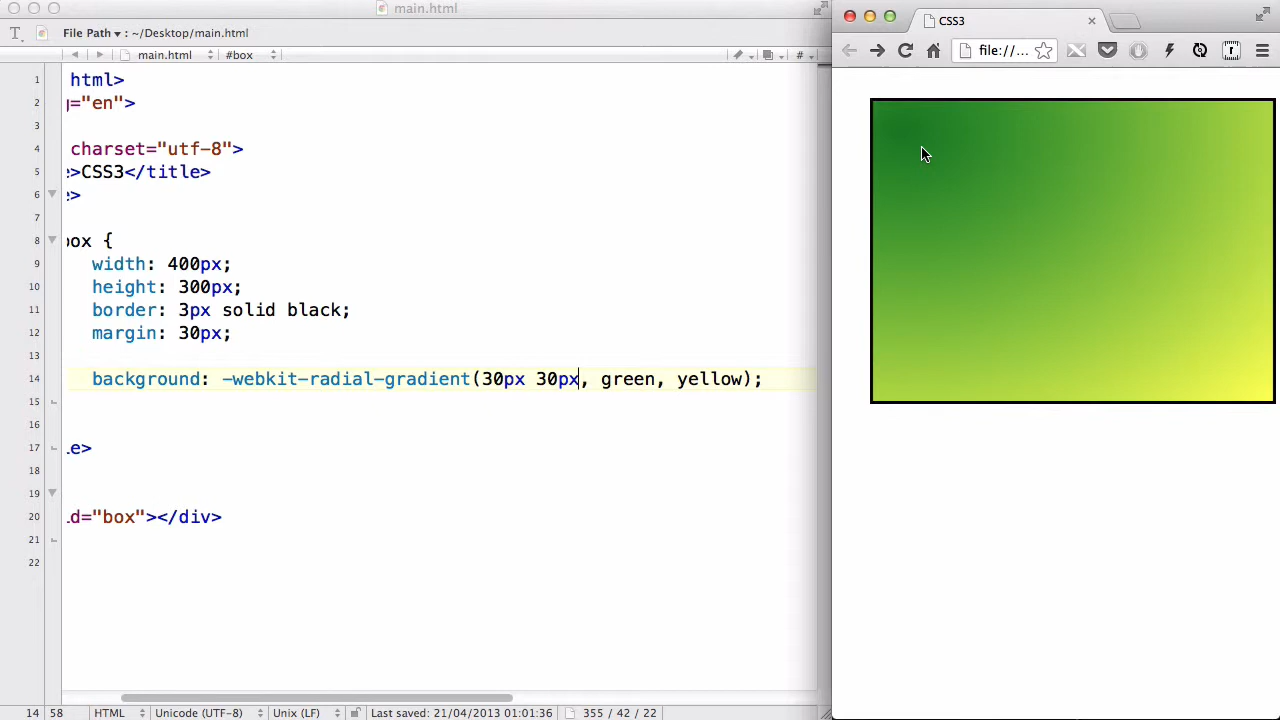 main.html
File Path ▾ : ~/Desktop/main.html
main.html #box #
1 html>
2 g="en">
3
4 charset="utf-8">
5 e>CSS3</title>
6 e>
7
8 box {
9 width: 400px;
10 height: 300px;
11 border: 3px solid black;
12 margin: 30px;
13
14 background: -webkit-radial-gradient(30px 30px, green, yellow);
15
16
17 le>
18
19
20 id="box"></div>
21
22
14 58 HTML Unicode (UTF-8) Unix (LF) Last saved: 21/04/2013 01:01:36 355 / 42 / 22
CSS3
file://...